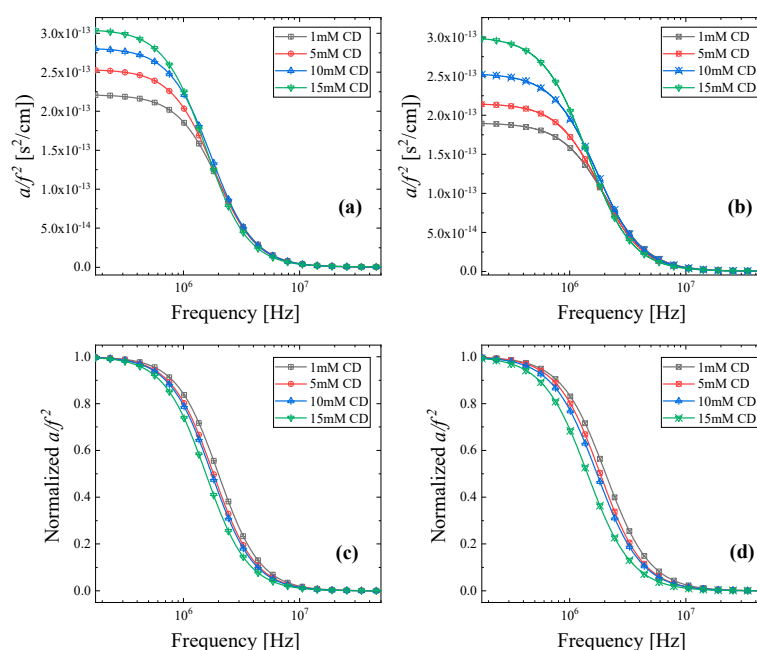 3.0x10-13
2.5x10-13
2.0x10-13
1.5x10-13
1.0x10-13
5.0x10-14
0.0
a/f 2 [s2/cm])
1mM CD
5mM CD
10mM CD
15mM CD
(a)
106
107
Frequency [Hz]
3.0x10-13
2.5x10-13
2.0x10-13
1.5x10-13
1.0x10-13
5.0x10-14
0.0
a/f 2 [s2/cm])
1mM CD
5mM CD
10mM CD
15mM CD
(b)
106
107
Frequency [Hz]
1.0
0.8
0.6
0.4
0.2
0.0
Normalized a/f 2
1mM CD
5mM CD
10mM CD
15mM CD
(c)
106
107
Frequency [Hz]
1.0
0.8
0.6
0.4
0.2
0.0
Normalized a/f 2
1mM CD
5mM CD
10mM CD
15mM CD
(d)
106
107
Frequency [Hz]